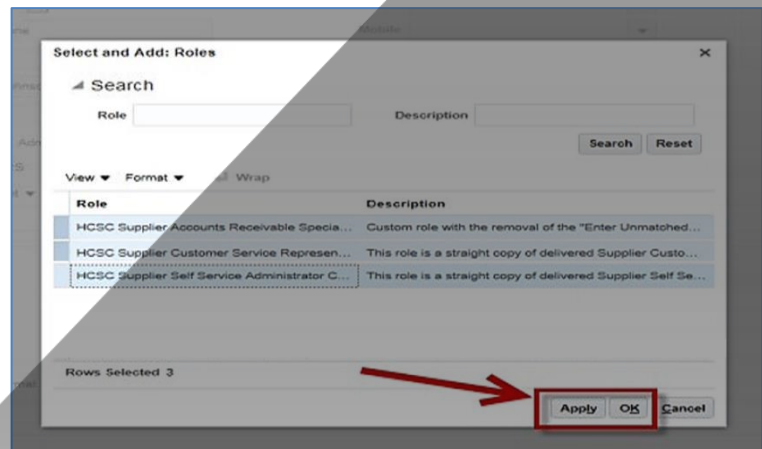 Mobile
Select and Add: Roles
Search
Role
Description
Search Reset
View Format Wrap
Role Description
HCSC Supplier Accounts Receivable Specia... Custom role with the removal of the "Enter Unmatched...
HCSC Supplier Customer Service Represen... This role is a straight copy of delivered Supplier Custo...
HCSC Supplier Self Service Administrator C... This role is a straight copy of delivered Supplier Self Se...
Rows Selected 3
Apply OK Cancel